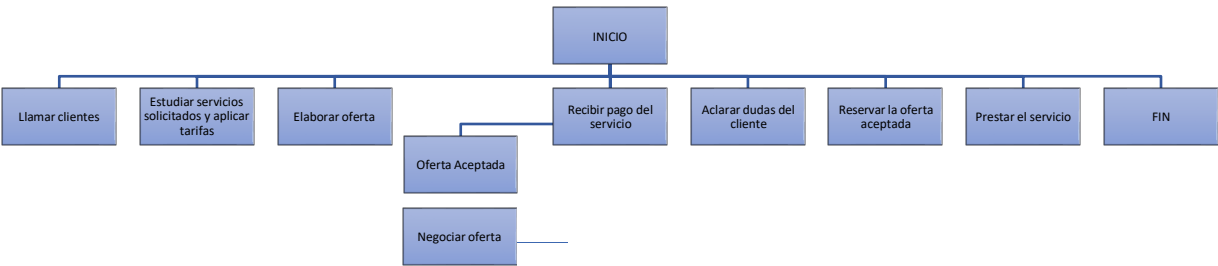 INICIO
Llamar clientes
Estudiar servicios
solicitados y aplicar
tarifas
Elaborar oferta
Recibir pago del
servicio
Aclarar dudas del
cliente
Reservar la oferta
aceptada
Prestar el servicio
FIN
Oferta Aceptada
Negociar oferta